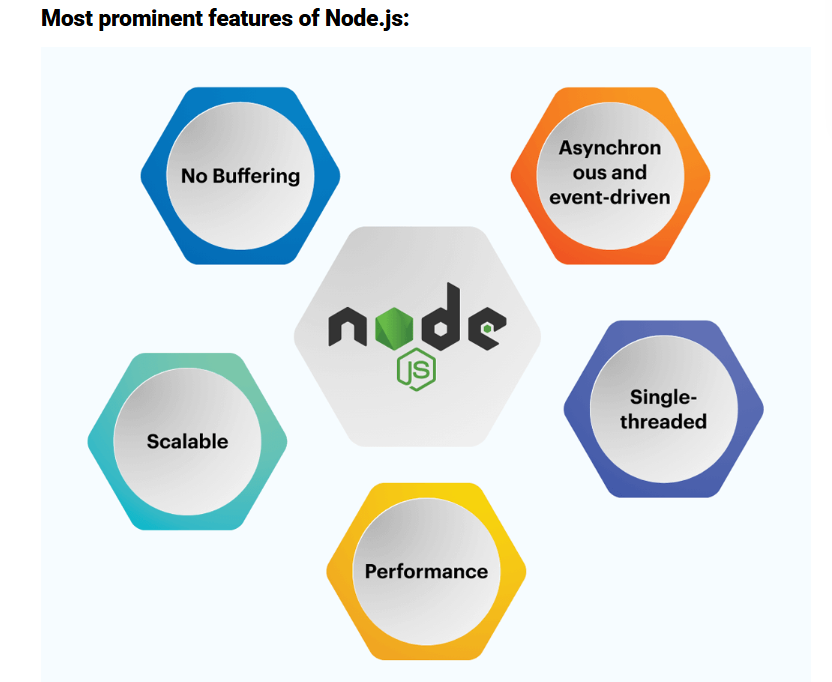 Most prominent features of Node.js:
No Buffering
Asynchron
ous and
event-driven
node
JS
Single-
threaded
Scalable
Performance